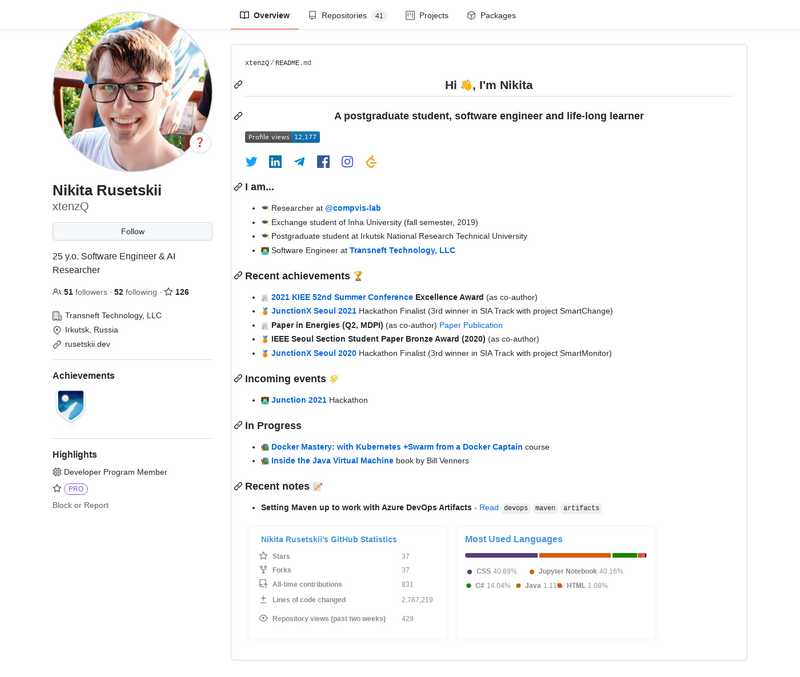 Overview
Repositories 41
Projects
Packages
Nikita Rusetskii
xtenzQ
Follow
25 y.o. Software Engineer & AI
Researcher
51 followers · 52 following · 126
Transneft Technology, LLC
Irkutsk, Russia
rusetskii.dev
Achievements
Highlights
Developer Program Member
PRO
Block or Report
xtenzQ / README.md
Hi 👋, I'm Nikita
A postgraduate student, software engineer and life-long learner
Profile views 12,177
I am...
Researcher at @compvis-lab
Exchange student of Inha University (fall semester, 2019)
Postgraduate student at Irkutsk National Research Technical University
Software Engineer at Transneft Technology, LLC
Recent achievements 🏆
2021 KIEE 52nd Summer Conference Excellence Award (as co-author)
JunctionX Seoul 2021 Hackathon Finalist (3rd winner in SIA Track with project SmartChange)
Paper in Energies (Q2, MDPI) (as co-author) Paper Publication
IEEE Seoul Section Student Paper Bronze Award (2020) (as co-author)
JunctionX Seoul 2020 Hackathon Finalist (3rd winner in SIA Track with project SmartMonitor)
Incoming events
Junction 2021 Hackathon
In Progress
Docker Mastery: with Kubernetes +Swarm from a Docker Captain course
Inside the Java Virtual Machine book by Bill Venners
Recent notes 📝
Setting Maven up to work with Azure DevOps Artifacts - Read devops maven artifacts
Nikita Rusetskii's GitHub Statistics
Stars 37
Forks 37
All-time contributions 831
Lines of code changed 2,767,219
Repository views (past two weeks) 429
Most Used Languages
CSS 40.89% Jupyter Notebook 40.16%
C# 14.04% Java 1.11% HTML 1.08%